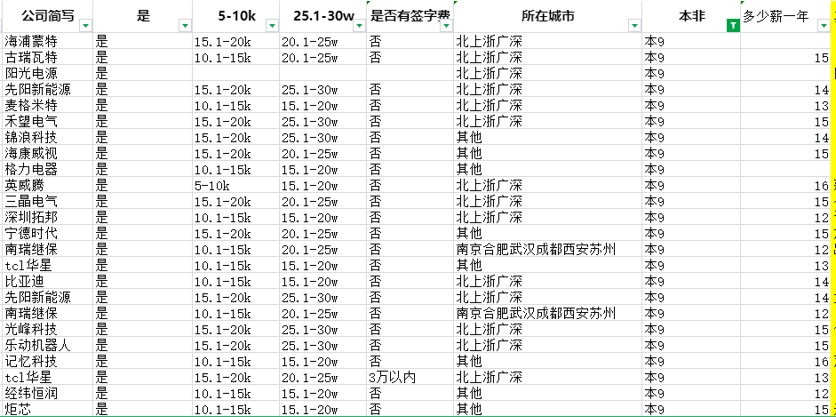 公司简写 是 5-10k 25.1-30w 是否有签字费 所在城市 本非 多少薪一年
海浦蒙特 是 15.1-20k 20.1-25w 否 北上浙广深 本9
古瑞瓦特 是 10.1-15k 20.1-25w 否 北上浙广深 本9 15
阳光电源 是 北上浙广深 本9
先阳新能源 是 15.1-20k 25.1-30w 否 北上浙广深 本9 14
麦格米特 是 10.1-15k 15.1-20w 否 北上浙广深 本9 13
禾望电气 是 15.1-20k 25.1-30w 否 北上浙广深 本9 15
锦浪科技 是 15.1-20k 25.1-30w 否 其他 本9 14
海康威视 是 15.1-20k 20.1-25w 否 其他 本9 15
格力电器 是 10.1-15k 15.1-20w 否 其他 本9
英威腾 是 5-10k 15.1-20w 否 北上浙广深 本9 16
三晶电气 是 15.1-20k 20.1-25w 否 北上浙广深 本9 15
深圳拓邦 是 10.1-15k 15.1-20w 否 北上浙广深 本9 12
宁德时代 是 15.1-20k 20.1-25w 否 其他 本9 15
南瑞继保 是 10.1-15k 20.1-25w 否 南京合肥武汉成都西安苏州 本9 12
tcl华星 是 10.1-15k 15.1-20w 否 其他 本9 13
比亚迪 是 10.1-15k 15.1-20w 否 北上浙广深 本9 14
先阳新能源 是 15.1-20k 25.1-30w 否 北上浙广深 本9 14
南瑞继保 是 10.1-15k 20.1-25w 否 南京合肥武汉成都西安苏州 本9 12
光峰科技 是 15.1-20k 25.1-30w 否 北上浙广深 本9 15
乐动机器人 是 15.1-20k 25.1-30w 否 北上浙广深 本9 14
记忆科技 是 10.1-15k 15.1-20w 否 其他 本9 16
tcl华星 是 15.1-20k 20.1-25w 3万以内 北上浙广深 本9 13
经纬恒润 是 10.1-15k 15.1-20w 否 其他 本9 12
炬芯 是 15.1-20k 20.1-25w 否 北上浙广深 本9 15